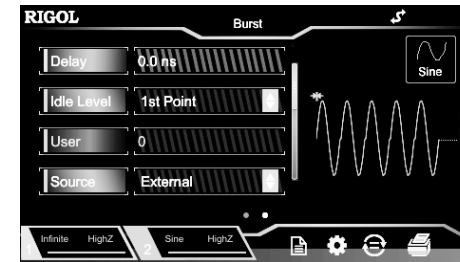 RIGOL
Burst
Sine
Delay 0.0 ns
Idle Level 1st Point
User 0
Source External
1 Infinite HighZ
2 Sine HighZ